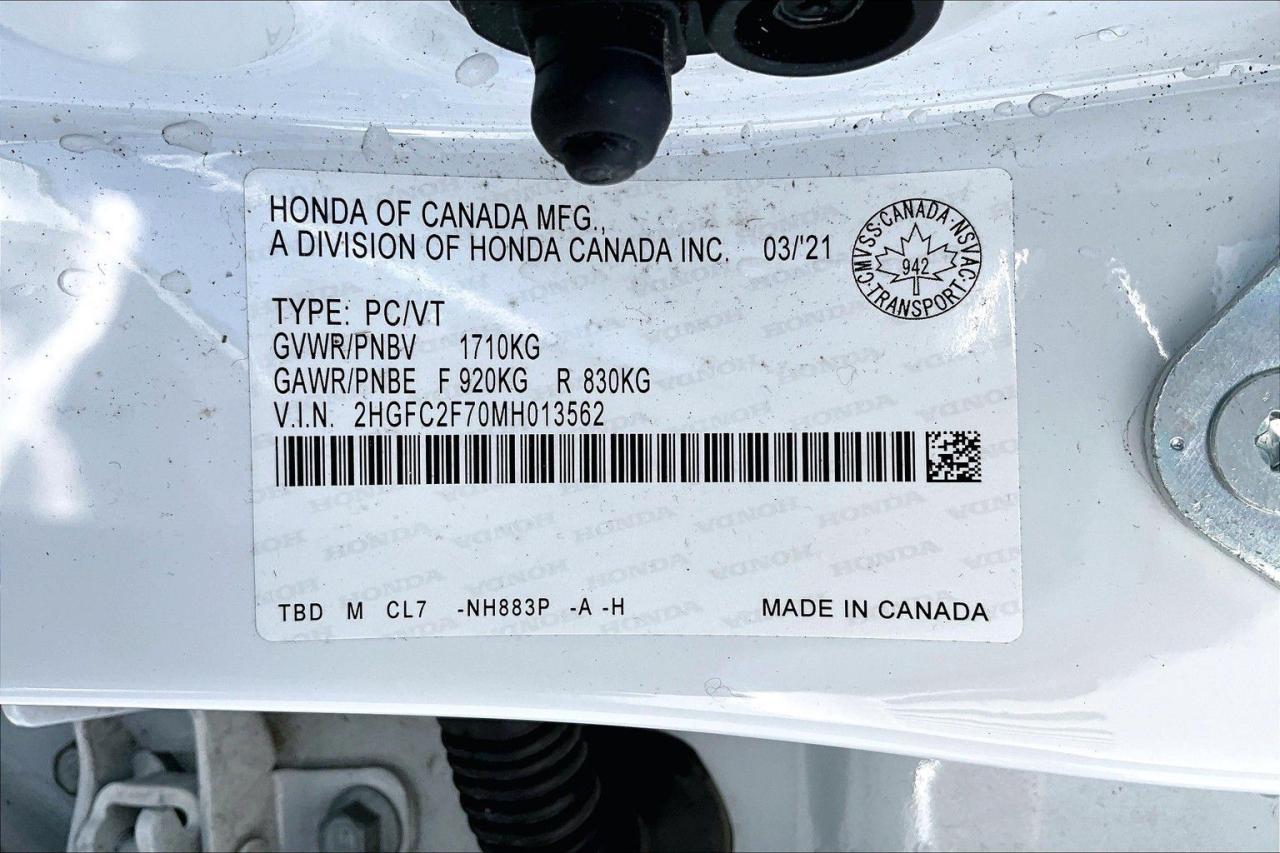 HONDA OF CANADA MFG.,
A DIVISION OF HONDA CANADA INC. 03/'21
CMVSS·CANADA·NSVAC·TRANSPORT
942
TYPE: PC/VT
GVWR/PNBV 1710KG
GAWR/PNBE F 920KG R 830KG
V.I.N. 2HGFC2F70MH013562
TBD M CL7 -NH883P -A -H MADE IN CANADA